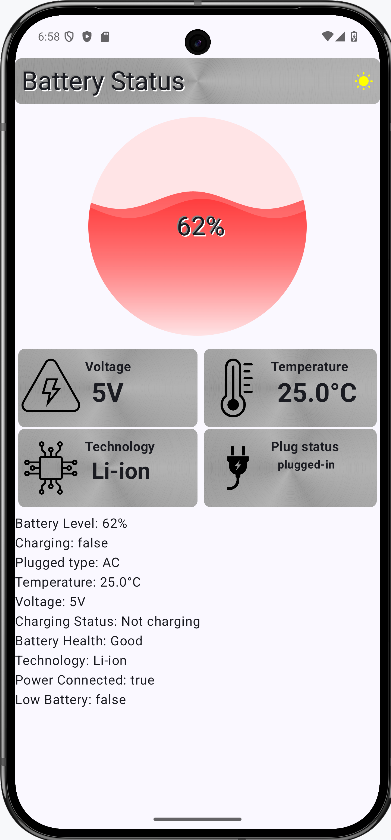 6:58
Battery Status
62%
Voltage
5V
Temperature
25.0°C
Technology
Li-ion
Plug status
plugged-in
Battery Level: 62%
Charging: false
Plugged type: AC
Temperature: 25.0°C
Voltage: 5V
Charging Status: Not charging
Battery Health: Good
Technology: Li-ion
Power Connected: true
Low Battery: false